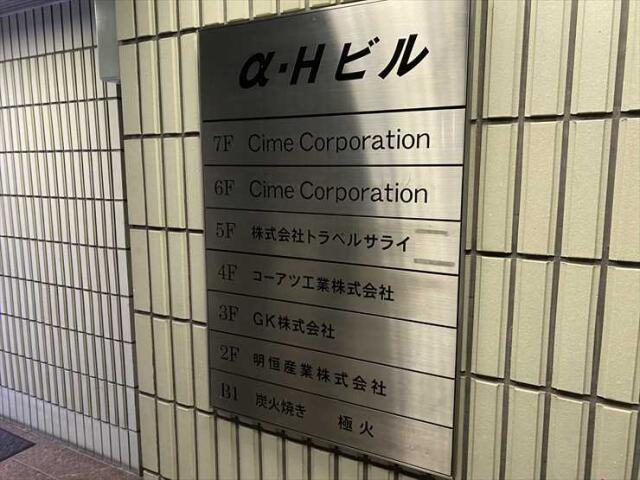 α・Hビル
7F Cime Corporation
6F Cime Corporation
5F 株式会社トラベルサライ
4F コーアツ工業株式会社
3F GK株式会社
2F 明恒産業株式会社
B1 炭火焼き 極火